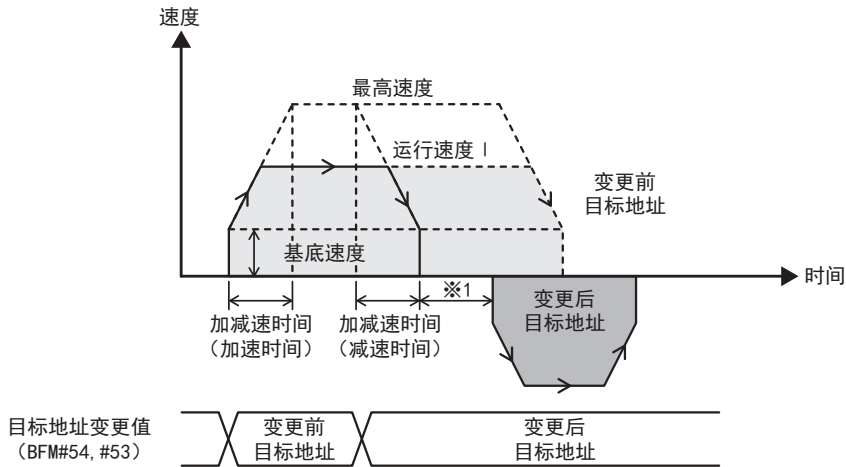 速度
最高速度
运行速度Ⅰ
变更前
目标地址
基底速度
时间
※1
变更后
目标地址
加减速时间
（加速时间）
加减速时间
（减速时间）
目标地址变更值
（BFM#54, #53）
变更前
目标地址
变更后
目标地址